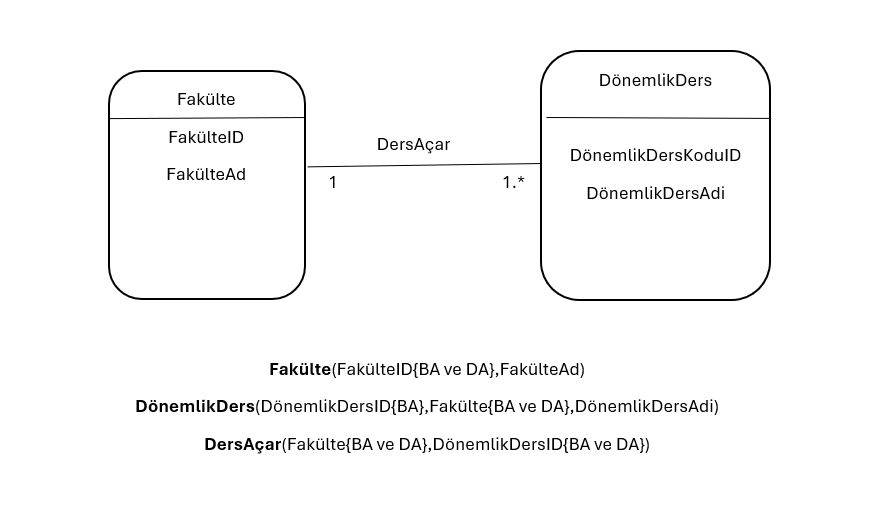 Fakülte
FakülteID
FakülteAd
DersAçar
1
1.*
DönemlikDers
DönemlikDersKoduID
DönemlikDersAdi
Fakülte(FakülteID{BA ve DA},FakülteAd)
DönemlikDers(DönemlikDersID{BA},Fakülte{BA ve DA},DönemlikDersAdi)
DersAçar(Fakülte{BA ve DA},DönemlikDersID{BA ve DA})